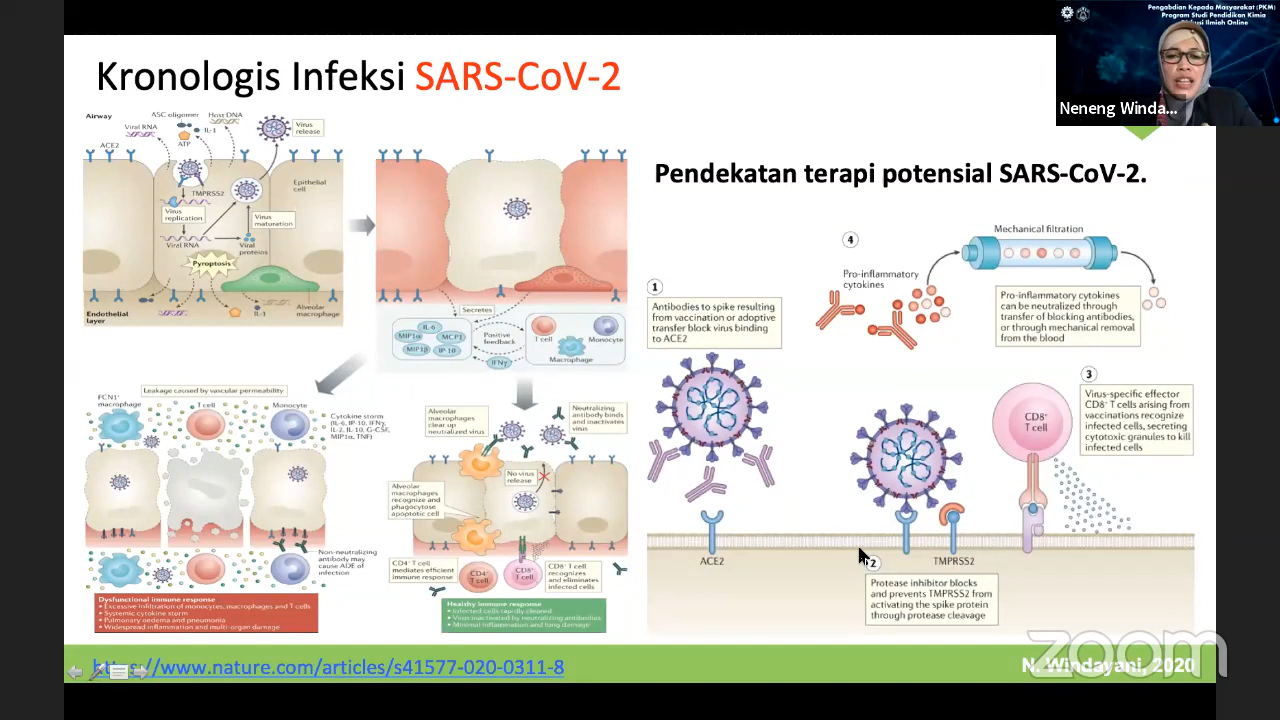 Pengabdian Kepada Masyarakat (PKM)
Program Studi Pendidikan Kimia
Diskusi Ilmiah Online
Neneng Winda...
Kronologis Infeksi SARS-CoV-2
Airway
ACE2
Viral RNA
ASC oligomer
ATP
IL-1
Host DNA
Virus
release
TMPRSS2
Epithelial
cell
Virus
replication
Virus
maturation
Viral RNA
Viral
proteins
Pyroptosis
Endothelial
layer
IL-1
Alveolar
macrophage
Secretes
IL-6
MIP1α
MCP1
MIP1β
IP-10
Positive
feedback
IFNγ
T cell
Monocyte
Macrophage
Leakage caused by vascular permeability
FCN1+
macrophage
T cell
Monocyte
Cytokine storm
(IL-6, IP-10, IFNγ,
IL-2, IL-10, G-CSF,
MIP1α, TNF)
Non-neutralizing
antibody may
cause ADE of
infection
Dysfunctional immune response
• Excessive infiltration of monocytes, macrophages and T cells
• Systemic cytokine storm
• Pulmonary oedema and pneumonia
• Widespread inflammation and multi-organ damage
Alveolar
macrophages
clear up
neutralized virus
Neutralizing
antibody binds
and inactivates
virus
No virus
release
Alveolar
macrophages
recognize and
phagocytose
apoptotic cell
CD4+ T cell
mediates efficient
immune response
CD4+
T cell
CD8+
T cell
CD8+ T cell
recognizes
and eliminates
infected cells
Healthy immune response
• Infected cells rapidly cleared
• Virus inactivated by neutralizing antibodies
• Minimal inflammation and lung damage
Pendekatan terapi potensial SARS-CoV-2.
1
Antibodies to spike resulting
from vaccination or adoptive
transfer block virus binding
to ACE2
4
Mechanical filtration
Pro-inflammatory
cytokines
Pro-inflammatory cytokines
can be neutralized through
transfer of blocking antibodies,
or through mechanical removal
from the blood
3
Virus-specific effector
CD8+ T cells arising from
vaccinations recognize
infected cells, secreting
cytotoxic granules to kill
infected cells
CD8+
T cell
ACE2
2
TMPRSS2
Protease inhibitor blocks
and prevents TMPRSS2 from
activating the spike protein
through protease cleavage
https://www.nature.com/articles/s41577-020-0311-8
N. Windayani, 2020
zoom